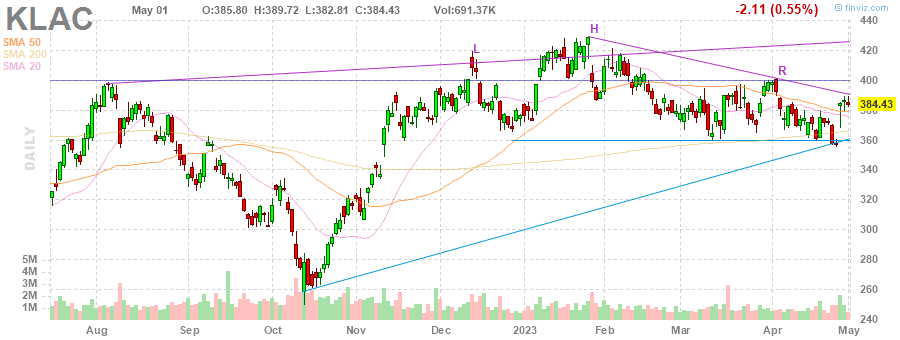 KLAC May 01 O:385.80 H:389.72 L:382.81 C:384.43 Vol:691.37K -2.11 (0.55%)
© finviz.com
SMA 50
SMA 200
SMA 20
DAILY
L
H
R
440
420
400
384.43
380
360
340
320
300
280
260
240
5M
4M
3M
2M
1M
Aug Sep Oct Nov Dec 2023 Feb Mar Apr May